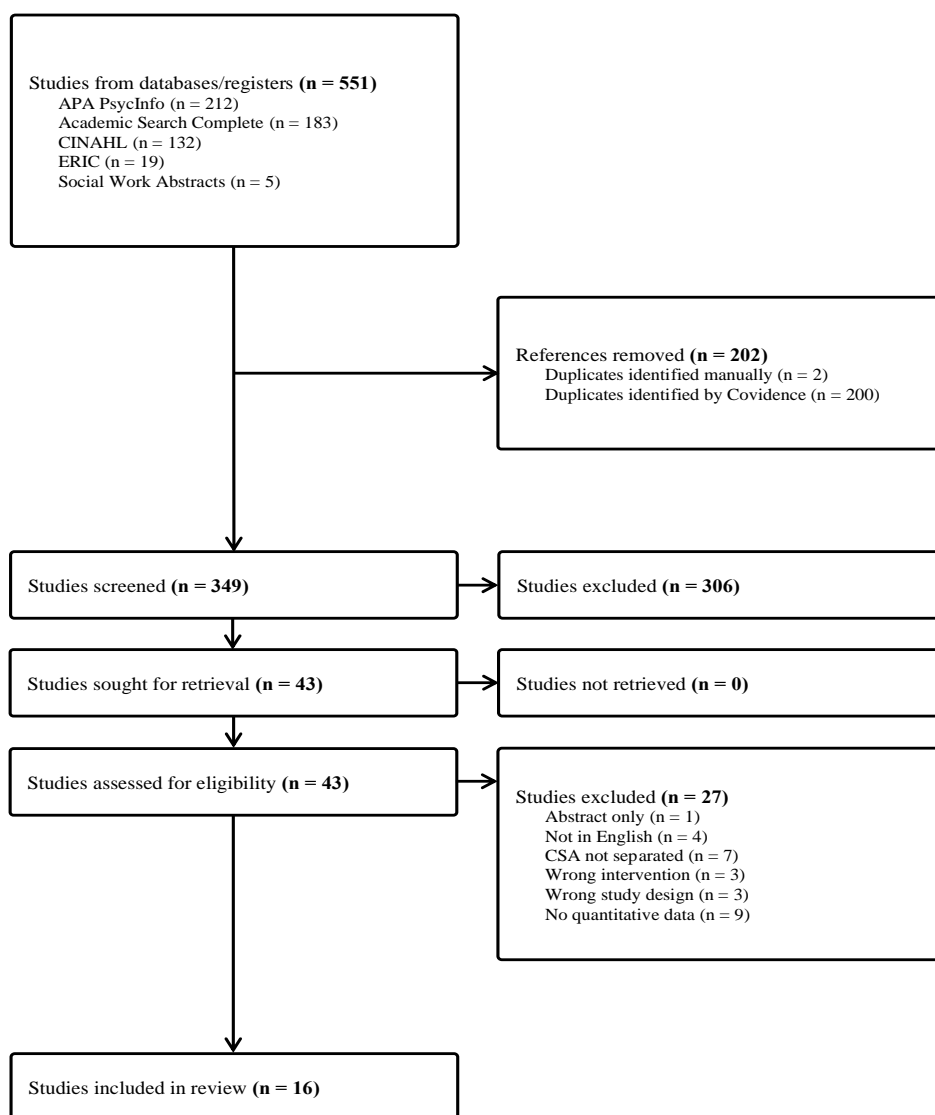 Studies from databases/registers (n = 551)
APA PsycInfo (n = 212)
Academic Search Complete (n = 183)
CINAHL (n = 132)
ERIC (n = 19)
Social Work Abstracts (n = 5)
References removed (n = 202)
Duplicates identified manually (n = 2)
Duplicates identified by Covidence (n = 200)
Studies screened (n = 349)
Studies excluded (n = 306)
Studies sought for retrieval (n = 43)
Studies not retrieved (n = 0)
Studies assessed for eligibility (n = 43)
Studies excluded (n = 27)
Abstract only (n = 1)
Not in English (n = 4)
CSA not separated (n = 7)
Wrong intervention (n = 3)
Wrong study design (n = 3)
No quantitative data (n = 9)
Studies included in review (n = 16)